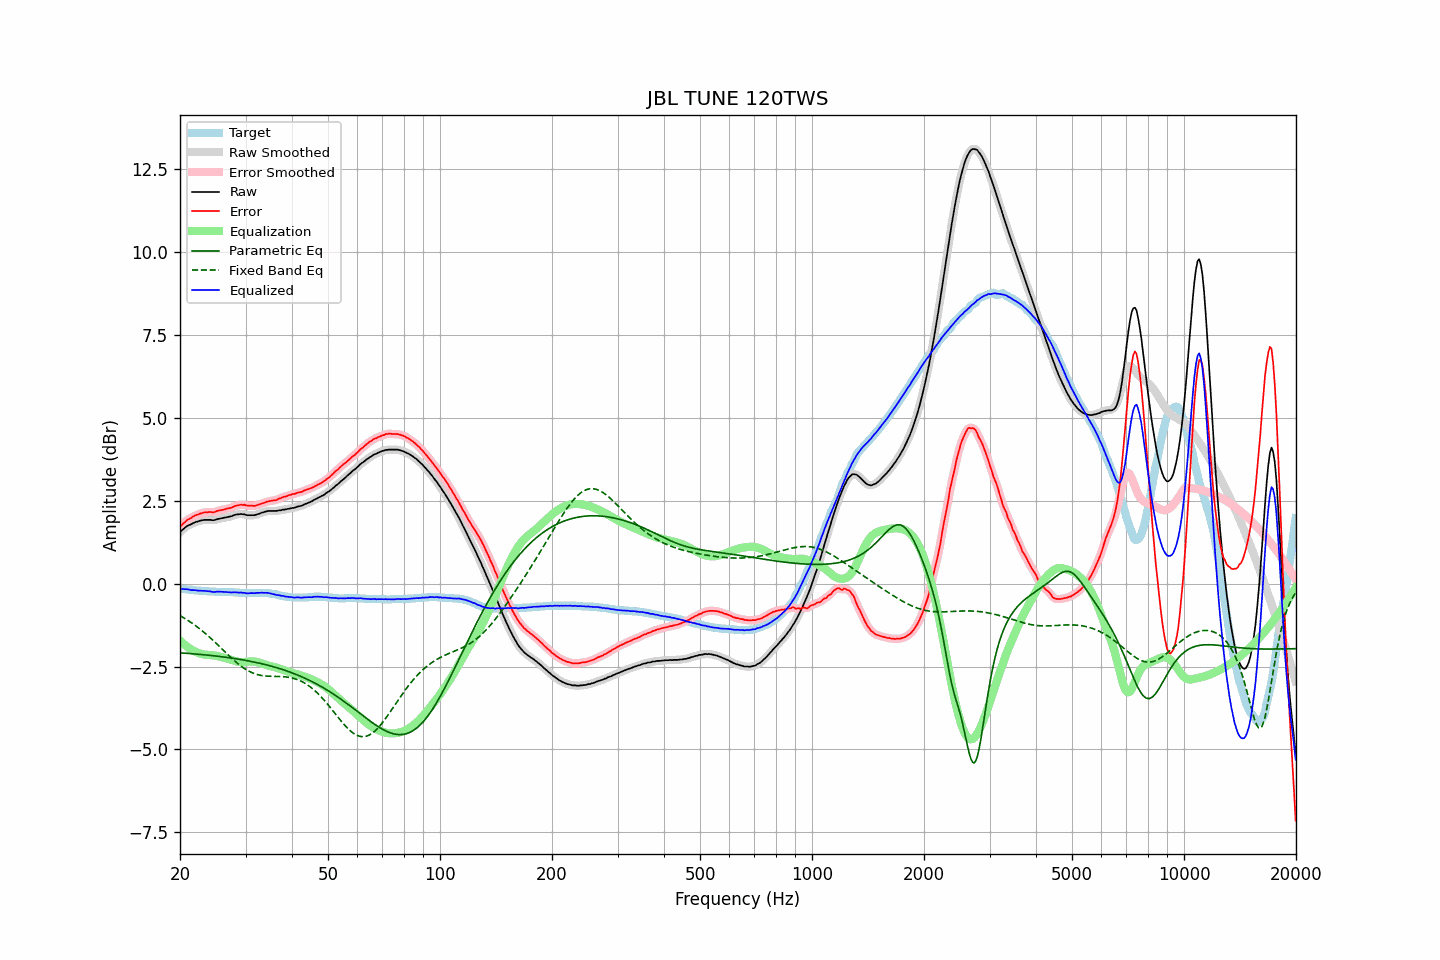 JBL TUNE 120TWS
Target
Raw Smoothed
Error Smoothed
Raw
Error
Equalization
Parametric Eq
Fixed Band Eq
Equalized
12.5
10.0
7.5
5.0
2.5
0.0
−2.5
−5.0
−7.5
Amplitude (dBr)
20 50 100 200 500 1000 2000 5000 10000 20000
Frequency (Hz)